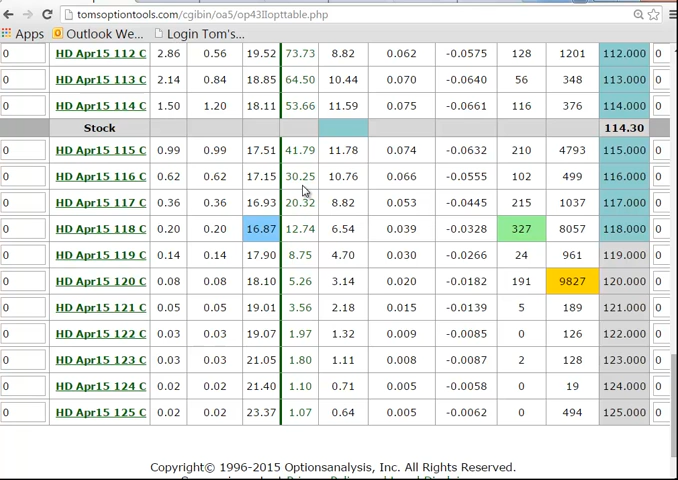 tomsoptiontools.com/cgibin/oa5/op43IIopttable.php
Apps Outlook We... Login Tom's...
0 HD Apr15 112 C 2.86 0.56 19.52 73.73 8.82 0.062 -0.0575 128 1201 112.000 0
0 HD Apr15 113 C 2.14 0.84 18.85 64.50 10.44 0.070 -0.0640 56 348 113.000 0
0 HD Apr15 114 C 1.50 1.20 18.11 53.66 11.59 0.075 -0.0661 116 376 114.000 0
Stock 114.30
0 HD Apr15 115 C 0.99 0.99 17.51 41.79 11.78 0.074 -0.0632 210 4793 115.000 0
0 HD Apr15 116 C 0.62 0.62 17.15 30.25 10.76 0.066 -0.0555 102 499 116.000 0
0 HD Apr15 117 C 0.36 0.36 16.93 20.32 8.82 0.053 -0.0445 215 1037 117.000 0
0 HD Apr15 118 C 0.20 0.20 16.87 12.74 6.54 0.039 -0.0328 327 8057 118.000 0
0 HD Apr15 119 C 0.14 0.14 17.90 8.75 4.70 0.030 -0.0266 24 961 119.000 0
0 HD Apr15 120 C 0.08 0.08 18.10 5.26 3.14 0.020 -0.0182 191 9827 120.000 0
0 HD Apr15 121 C 0.05 0.05 19.01 3.56 2.18 0.015 -0.0139 5 189 121.000 0
0 HD Apr15 122 C 0.03 0.03 19.07 1.97 1.32 0.009 -0.0085 0 126 122.000 0
0 HD Apr15 123 C 0.03 0.03 21.05 1.80 1.11 0.008 -0.0087 2 128 123.000 0
0 HD Apr15 124 C 0.02 0.02 21.40 1.10 0.71 0.005 -0.0058 0 19 124.000 0
0 HD Apr15 125 C 0.02 0.02 23.37 1.07 0.64 0.005 -0.0062 0 494 125.000 0
Copyright© 1996-2015 Optionsanalysis, Inc. All Rights Reserved.